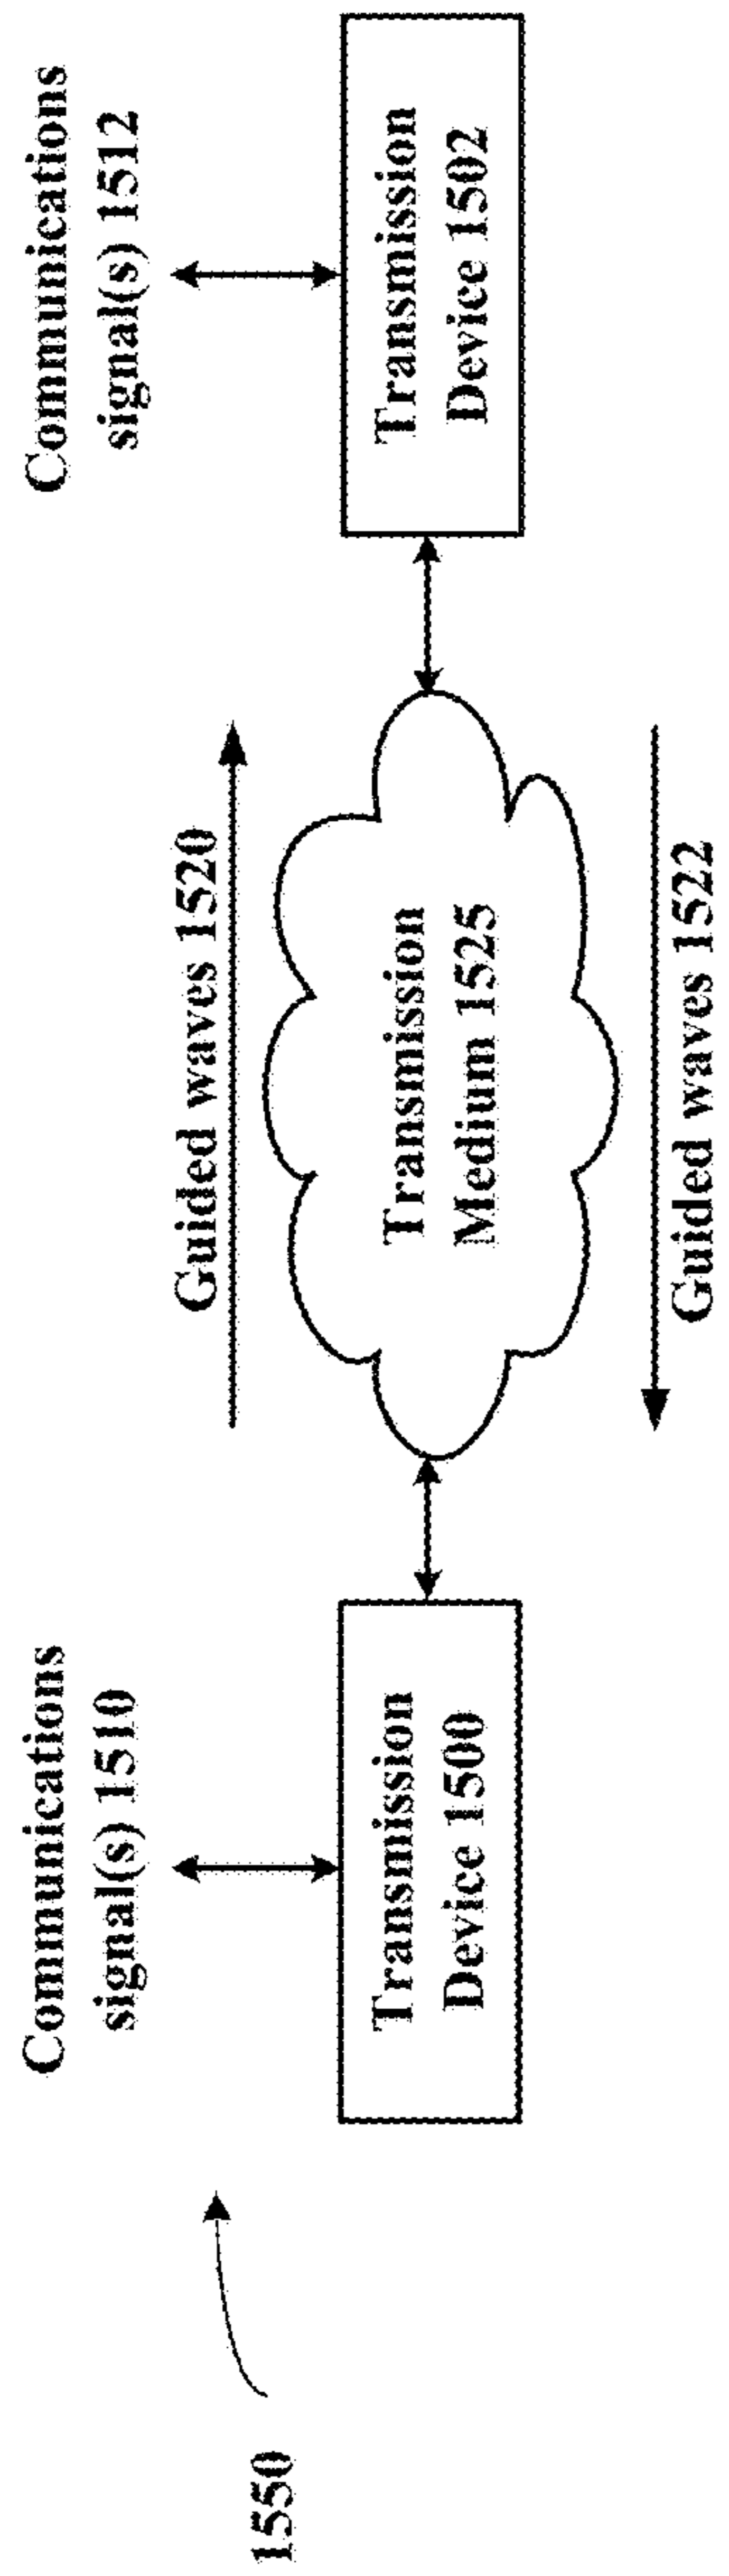 1550
Communications
signal(s) 1510
Transmission
Device 1500
Guided waves 1520
Transmission
Medium 1525
Guided waves 1522
Communications
signal(s) 1512
Transmission
Device 1502